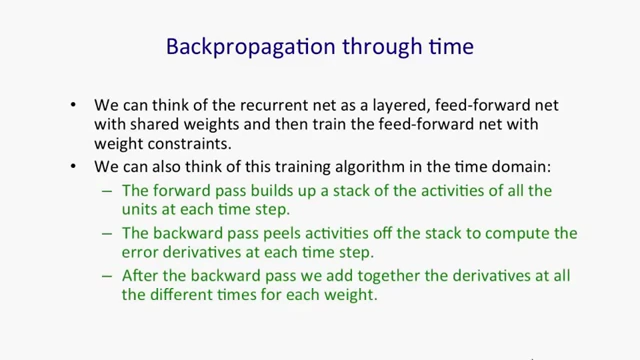 Backpropagation through time
• We can think of the recurrent net as a layered, feed-forward net
with shared weights and then train the feed-forward net with
weight constraints.
• We can also think of this training algorithm in the time domain:
– The forward pass builds up a stack of the activities of all the
units at each time step.
– The backward pass peels activities off the stack to compute the
error derivatives at each time step.
– After the backward pass we add together the derivatives at all
the different times for each weight.